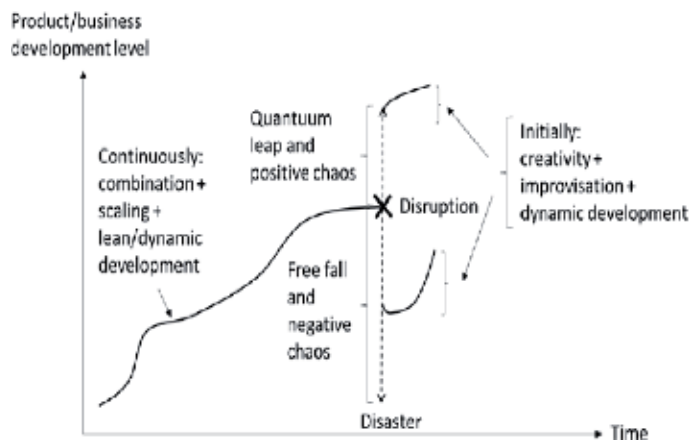 Product/business
development level
Quantuum
leap and
positive chaos
Initially:
creativity+
improvisation+
dynamic development
Continuously:
combination+
scaling+
lean/dynamic
development
Disruption
Free fall
and
negative
chaos
Disaster
Time